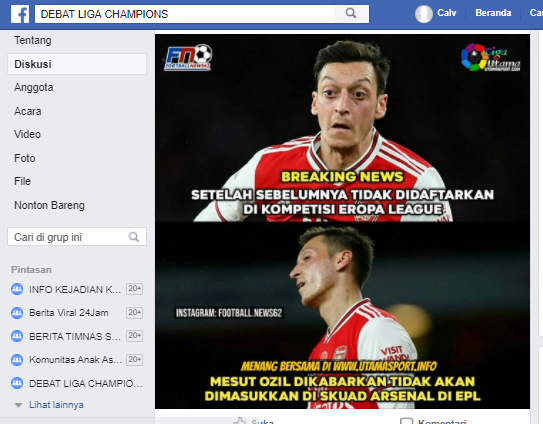 DEBAT LIGA CHAMPIONS
Calv
Beranda
Car
Tentang
Diskusi
Anggota
Acara
Video
Foto
File
Nonton Bareng
Cari di grup ini
Pintasan
INFO KEJADIAN K... 20+
Berita Viral 24Jam 20+
BERITA TIMNAS S... 20+
Komunitas Anak As... 20+
DEBAT LIGA CHAMPIO...
Lihat lainnya
FN
FOOTBALLNEWS62
Liga
Utama
UTAMASPORT.COM
BREAKING NEWS
SETELAH SEBELUMNYA TIDAK DIDAFTARKAN
DI KOMPETISI EROPA LEAGUE
INSTAGRAM: FOOTBALL.NEWS62
VISIT
MENANG BERSAMA DI WWW.UTAMASPORT.INFO
MESUT OZIL DIKABARKAN TIDAK AKAN
DIMASUKKAN DI SKUAD ARSENAL DI EPL
Suka
Komentari